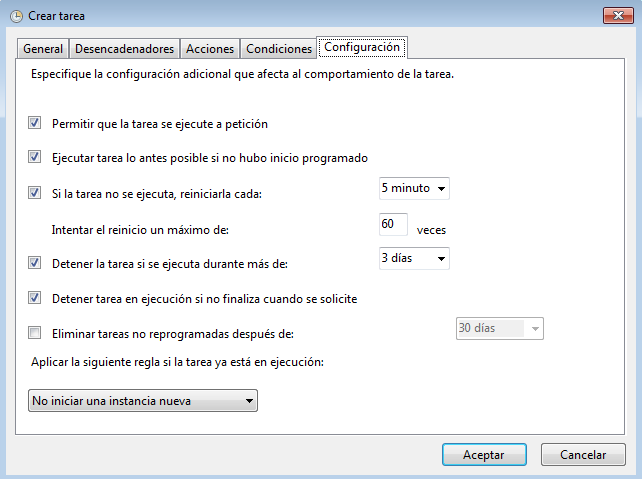 Crear tarea
General Desencadenadores Acciones Condiciones Configuración
Especifique la configuración adicional que afecta al comportamiento de la tarea.
Permitir que la tarea se ejecute a petición
Ejecutar tarea lo antes posible si no hubo inicio programado
Si la tarea no se ejecuta, reiniciarla cada: 5 minuto
Intentar el reinicio un máximo de: 60 veces
Detener la tarea si se ejecuta durante más de: 3 días
Detener tarea en ejecución si no finaliza cuando se solicite
Eliminar tareas no reprogramadas después de: 30 días
Aplicar la siguiente regla si la tarea ya está en ejecución:
No iniciar una instancia nueva
Aceptar Cancelar